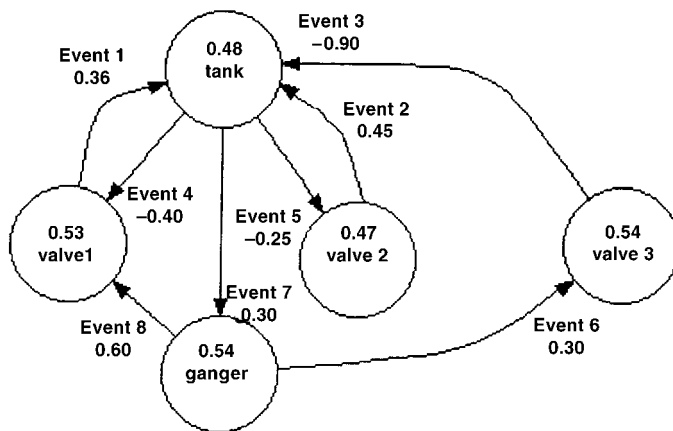 Event 3
−0.90
0.48
tank
Event 1
0.36
Event 2
0.45
Event 4
−0.40
Event 5
−0.25
0.53
valve1
0.47
valve 2
0.54
valve 3
Event 7
0.30
Event 8
0.60
Event 6
0.30
0.54
ganger